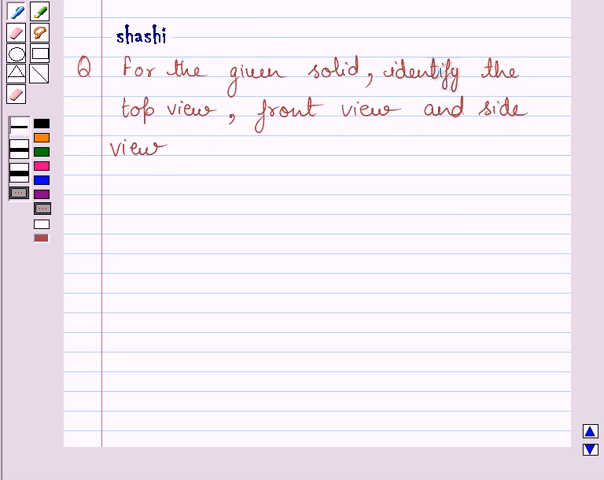 shashi
Q For the given solid, identify the
top view, front view and side
view